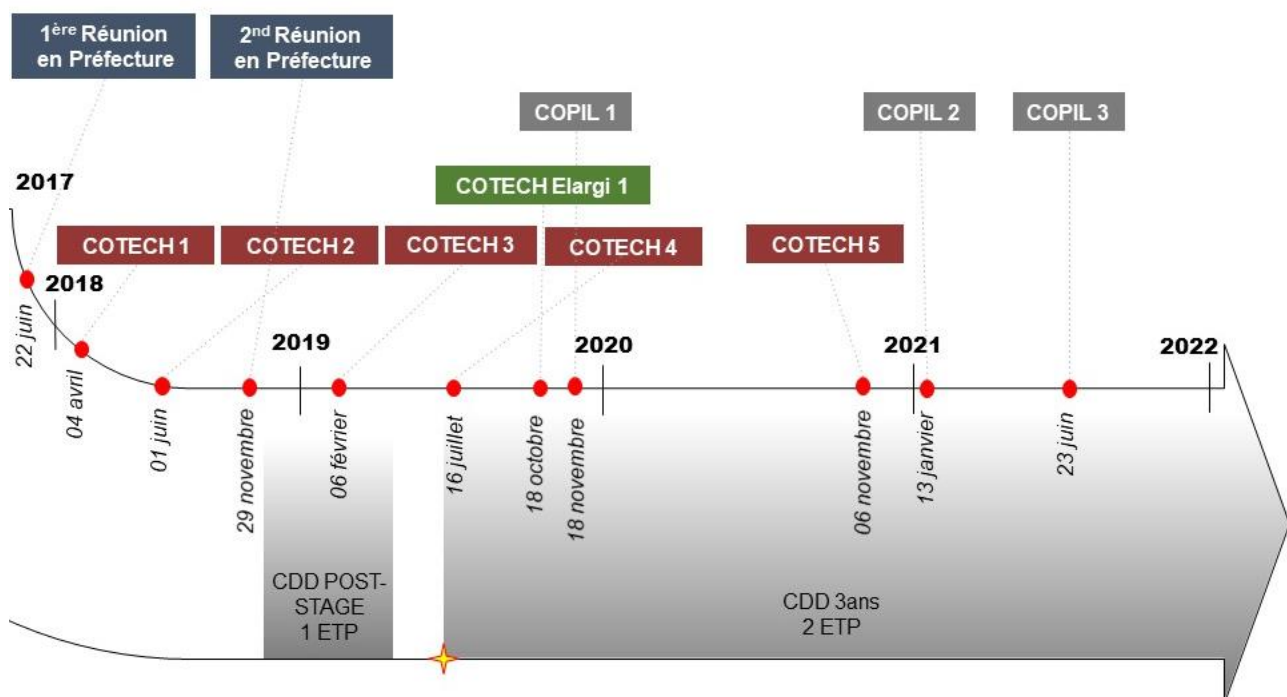 1ère Réunion
en Préfecture
2nd Réunion
en Préfecture
COPIL 1
COPIL 2
COPIL 3
COTECH Elargi 1
2017
COTECH 1
COTECH 2
COTECH 3
COTECH 4
COTECH 5
2018
2019
2020
2021
2022
22 juin
04 avril
01 juin
29 novembre
06 février
16 juillet
18 octobre
18 novembre
06 novembre
13 janvier
23 juin
CDD POST-
STAGE
1 ETP
CDD 3ans
2 ETP